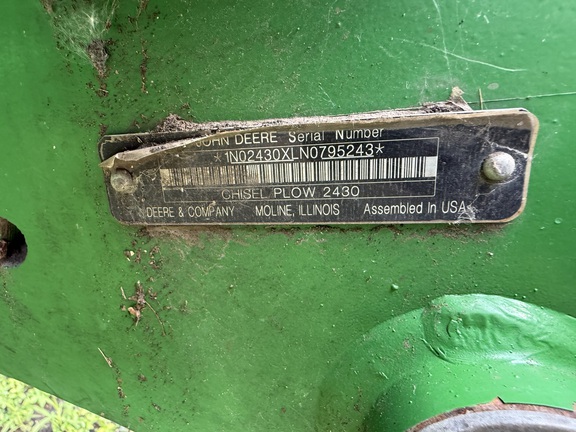 JOHN DEERE Serial Number
*1N02430XLN0795243*
CHISEL PLOW 2430
DEERE & COMPANY MOLINE, ILLINOIS Assembled In USA